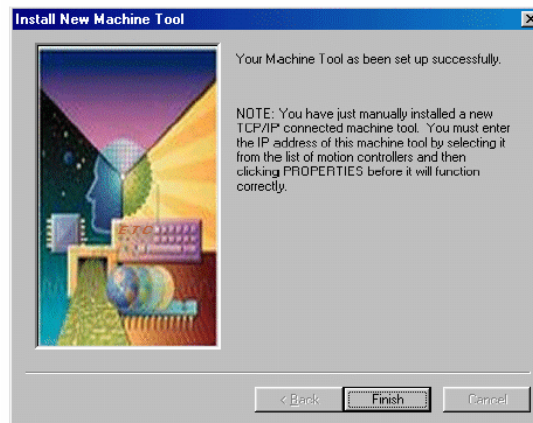 Install New Machine Tool
Your Machine Tool as been set up successfully.
NOTE: You have just manually installed a new
TCP/IP connected machine tool. You must enter
the IP address of this machine tool by selecting it
from the list of motion controllers and then
clicking PROPERTIES before it will function
correctly.
ETC
< Back
Finish
Cancel